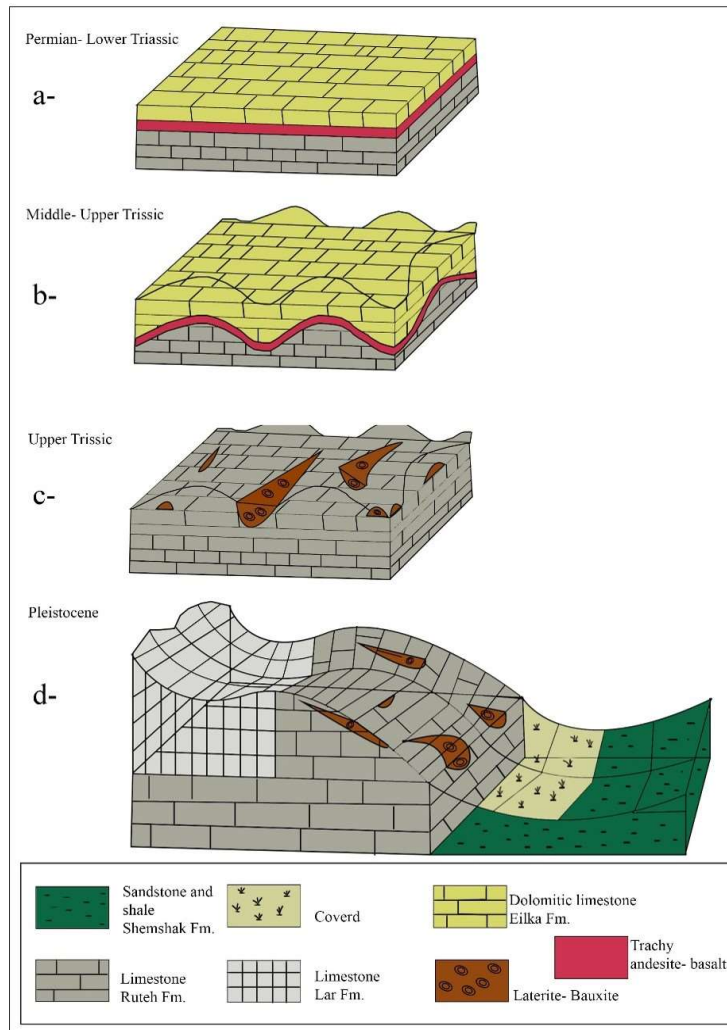 Permian- Lower Triassic
a-
Middle- Upper Trissic
b-
Upper Trissic
c-
Pleistocene
d-
Sandstone and
shale
Shemshak Fm.
Coverd
Dolomitic limestone
Eilka Fm.
Trachy
andesite- basalt
Limestone
Ruteh Fm.
Limestone
Lar Fm.
Laterite- Bauxite